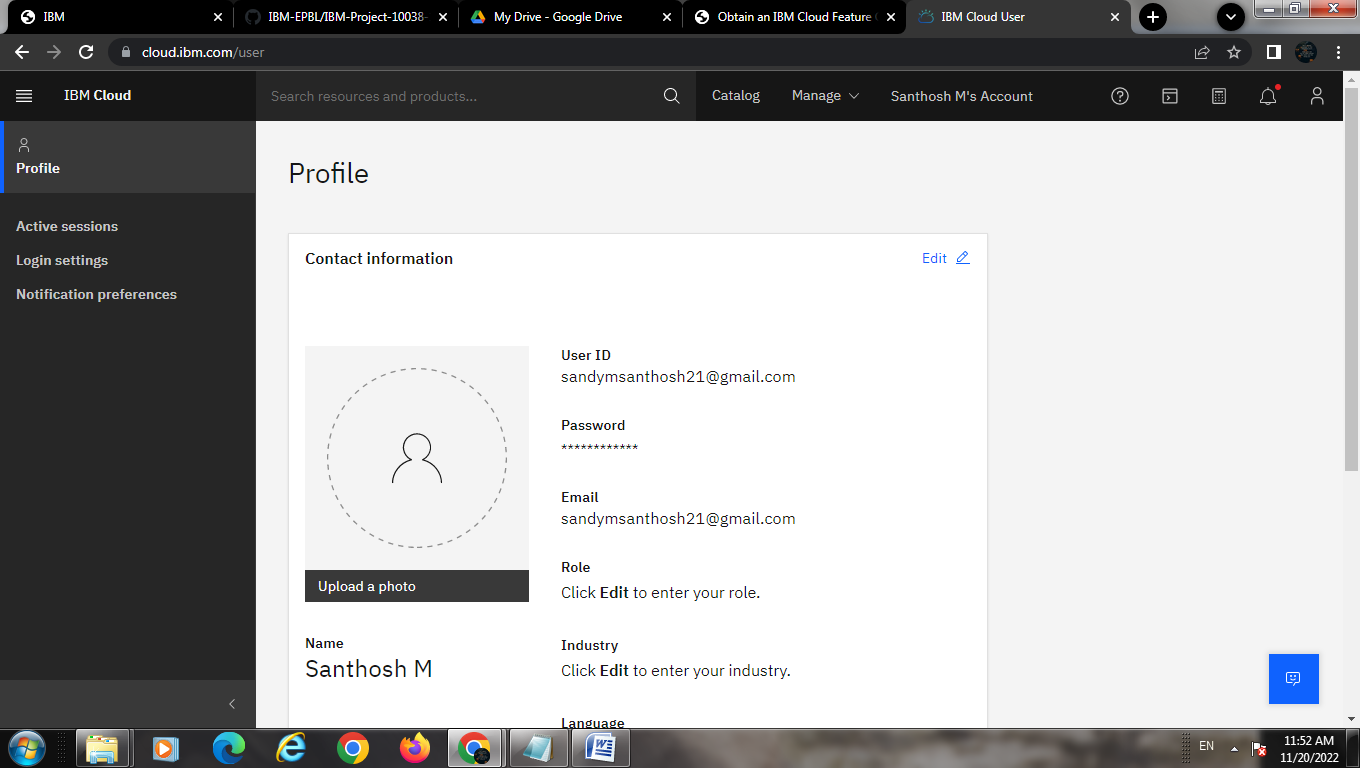 IBM
IBM-EPBL/IBM-Project-10038-
My Drive - Google Drive
Obtain an IBM Cloud Feature
IBM Cloud User
cloud.ibm.com/user
IBM Cloud
Search resources and products...
Catalog
Manage
Santhosh M's Account
Profile
Active sessions
Login settings
Notification preferences
Profile
Contact information
Edit
Upload a photo
Name
Santhosh M
User ID
sandymsanthosh21@gmail.com
Password
************
Email
sandymsanthosh21@gmail.com
Role
Click Edit to enter your role.
Industry
Click Edit to enter your industry.
Language
EN
11:52 AM
11/20/2022